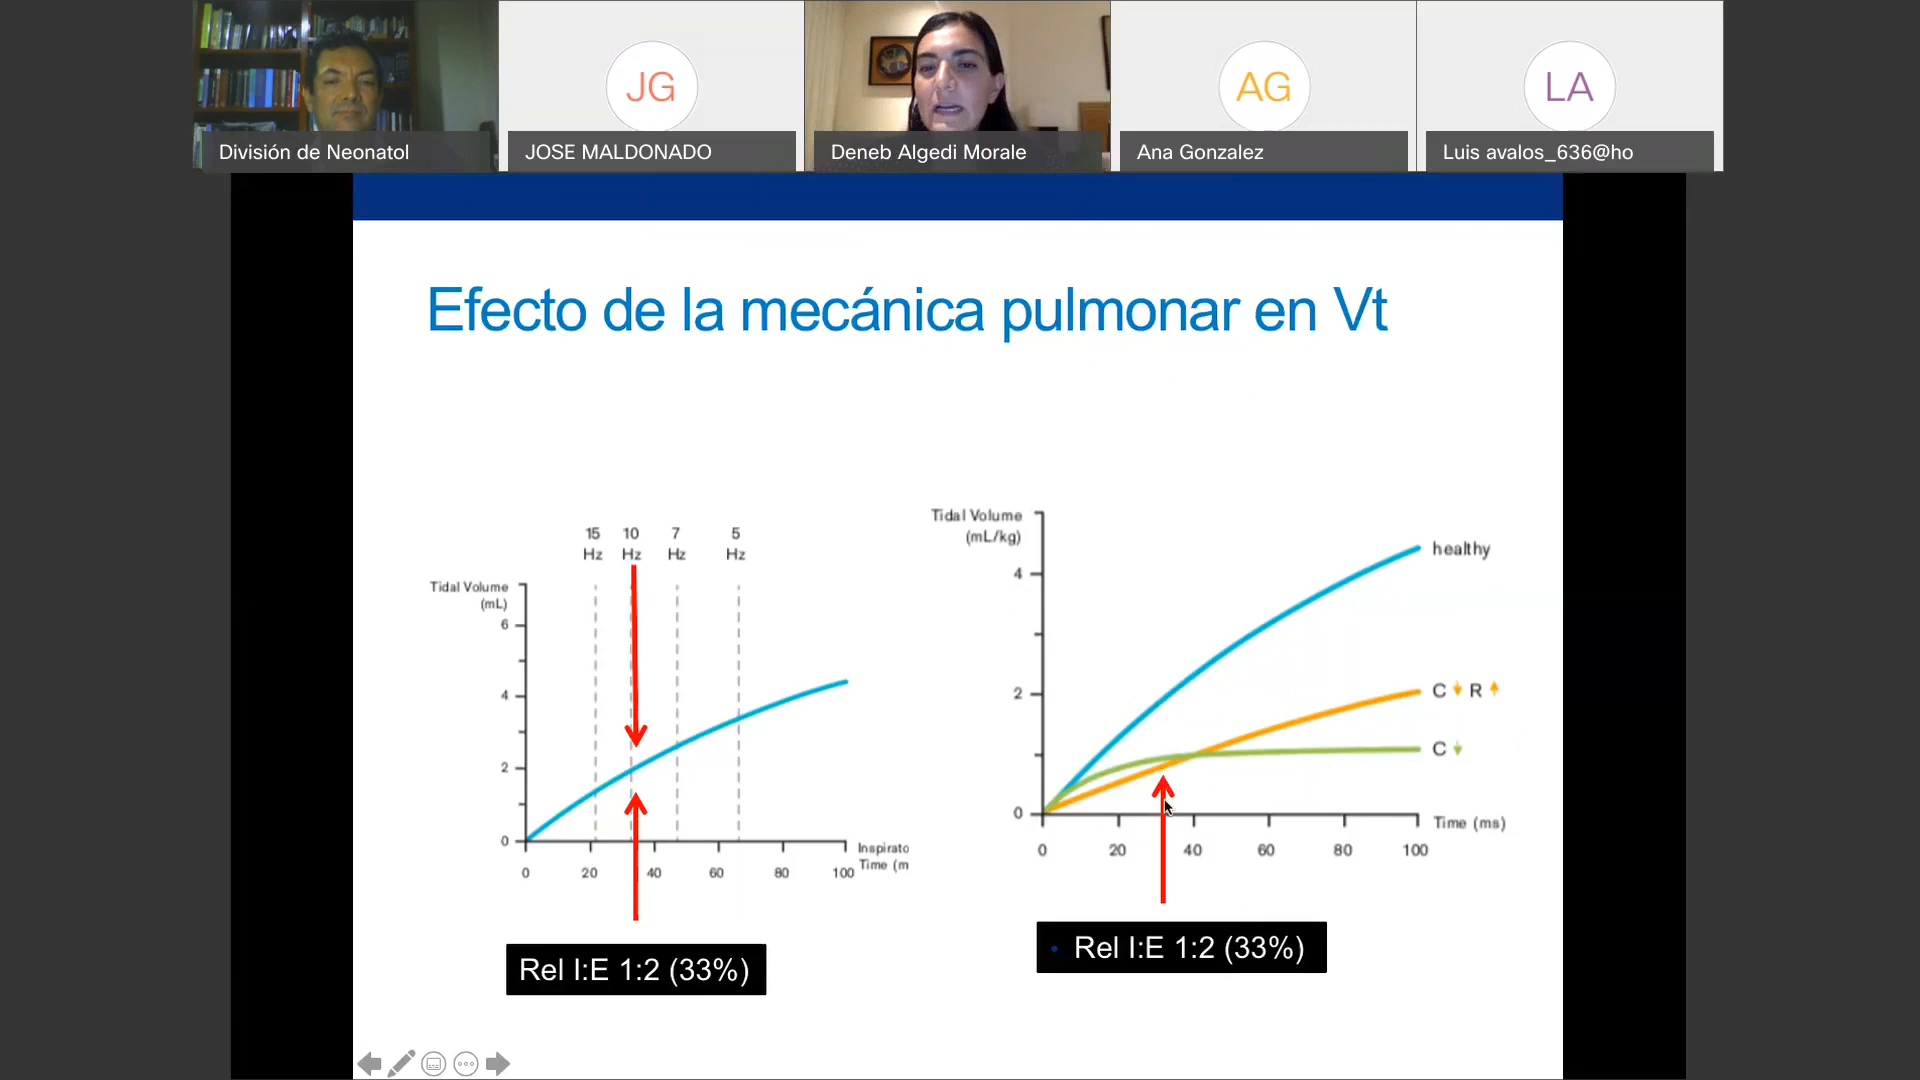 División de Neonatol
JG
JOSE MALDONADO
Deneb Algedi Morale
AG
Ana Gonzalez
LA
Luis avalos_636@ho
Efecto de la mecánica pulmonar en Vt
15 10 7 5
Hz Hz Hz Hz
Tidal Volume
(mL)
6
4
2
0
0 20 40 60 80 100
Inspirato
Time (m
Rel I:E 1:2 (33%)
Tidal Volume
(mL/kg)
4
2
0
healthy
C R
C
Time (ms)
0 20 40 60 80 100
• Rel I:E 1:2 (33%)